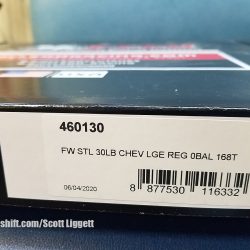 460130
FW STL 30LB CHEV LGE REG 0BAL 168T
06/04/2020
8 877530 116332
shift.com/Scott Liggett